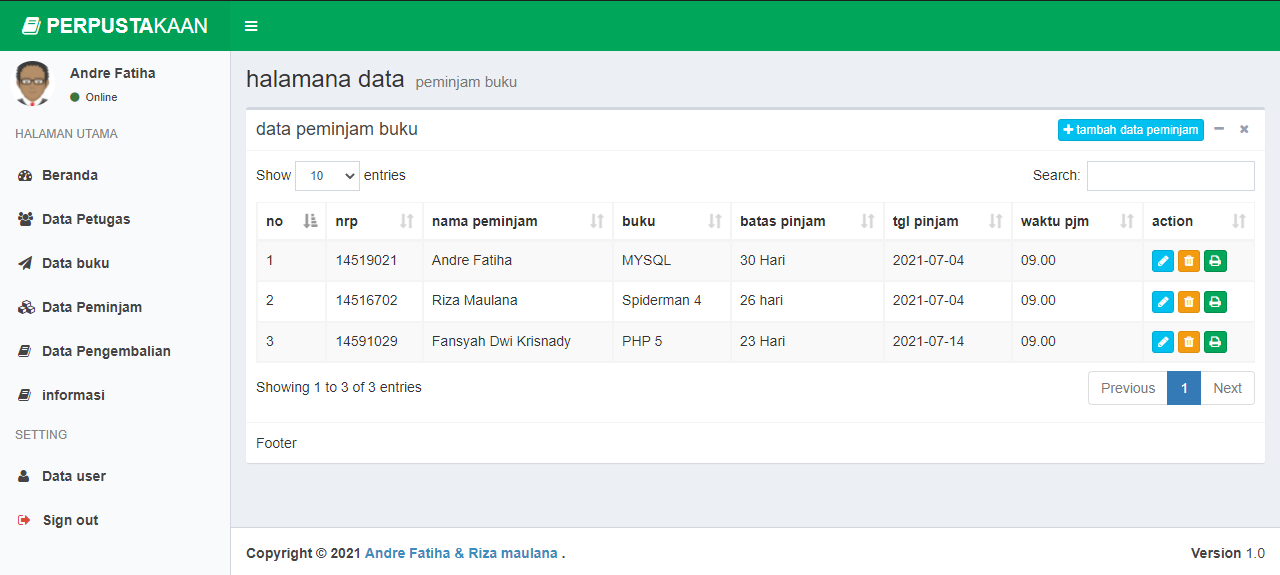 PERPUSTAKAAN
Andre Fatiha
Online
HALAMAN UTAMA
Beranda
Data Petugas
Data buku
Data Peminjam
Data Pengembalian
informasi
SETTING
Data user
Sign out
halamana data peminjam buku
data peminjam buku tambah data peminjam
Show 10 entries Search:
no nrp nama peminjam buku batas pinjam tgl pinjam waktu pjm action
1 14519021 Andre Fatiha MYSQL 30 Hari 2021-07-04 09.00
2 14516702 Riza Maulana Spiderman 4 26 hari 2021-07-04 09.00
3 14591029 Fansyah Dwi Krisnady PHP 5 23 Hari 2021-07-14 09.00
Showing 1 to 3 of 3 entries Previous 1 Next
Footer
Copyright © 2021 Andre Fatiha & Riza maulana . Version 1.0